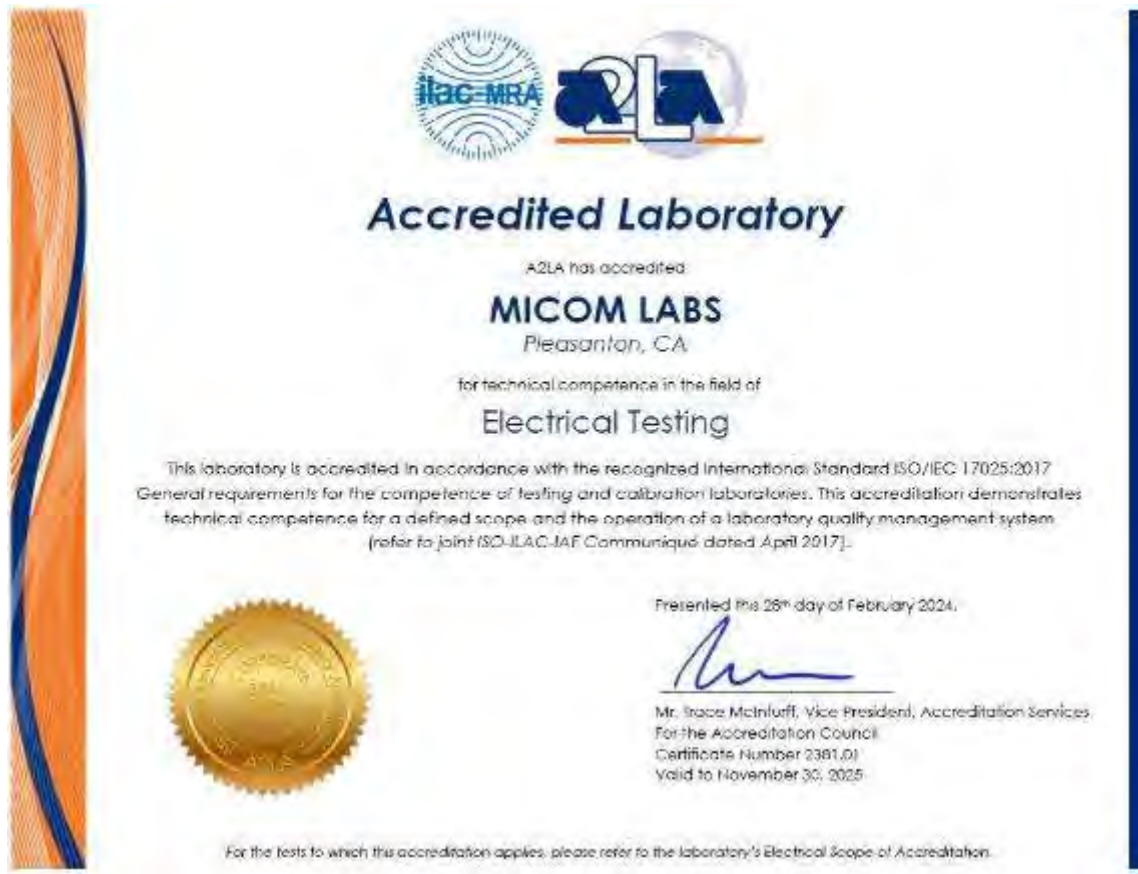 ilac-MRA
A2LA
Accredited Laboratory
A2LA has accredited
MICOM LABS
Pleasanton, CA
for technical competence in the field of
Electrical Testing
This laboratory is accredited in accordance with the recognized International Standard ISO/IEC 17025:2017
General requirements for the competence of testing and calibration laboratories. This accreditation demonstrates
technical competence for a defined scope and the operation of a laboratory quality management system
(refer to joint ISO-ILAC-IAF Communiqué dated April 2017).
Presented this 28th day of February 2024.
Mr. Trace McInturff, Vice President, Accreditation Services
For the Accreditation Council
Certificate Number 2381.01
Valid to November 30, 2025
For the tests to which this accreditation applies, please refer to the laboratory's Electrical Scope of Accreditation.